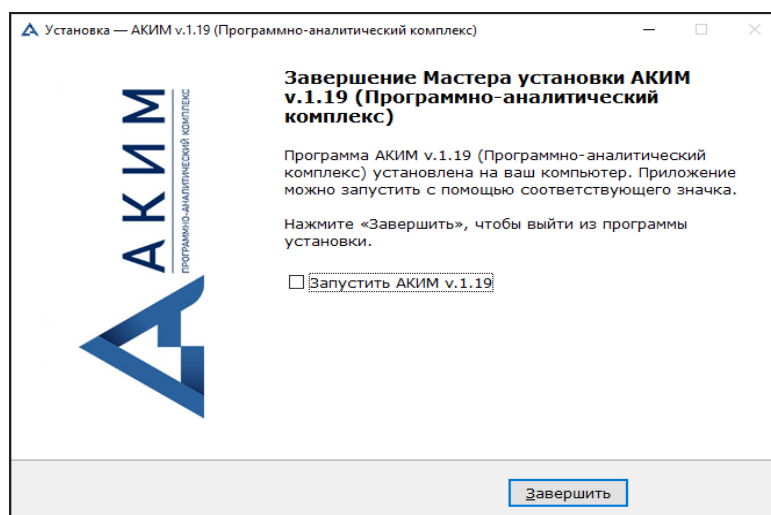 Установка — АКИМ v.1.19 (Программно-аналитический комплекс)
АКИМ
ПРОГРАММНО-АНАЛИТИЧЕСКИЙ КОМПЛЕКС
Завершение Мастера установки АКИМ
v.1.19 (Программно-аналитический
комплекс)
Программа АКИМ v.1.19 (Программно-аналитический
комплекс) установлена на ваш компьютер. Приложение
можно запустить с помощью соответствующего значка.
Нажмите «Завершить», чтобы выйти из программы
установки.
Запустить АКИМ v.1.19
Завершить